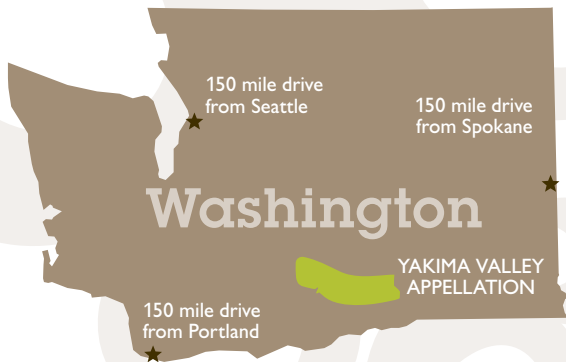 150 mile drive
from Seattle
150 mile drive
from Spokane
Washington
YAKIMA VALLEY
APPELLATION
150 mile drive
from Portland